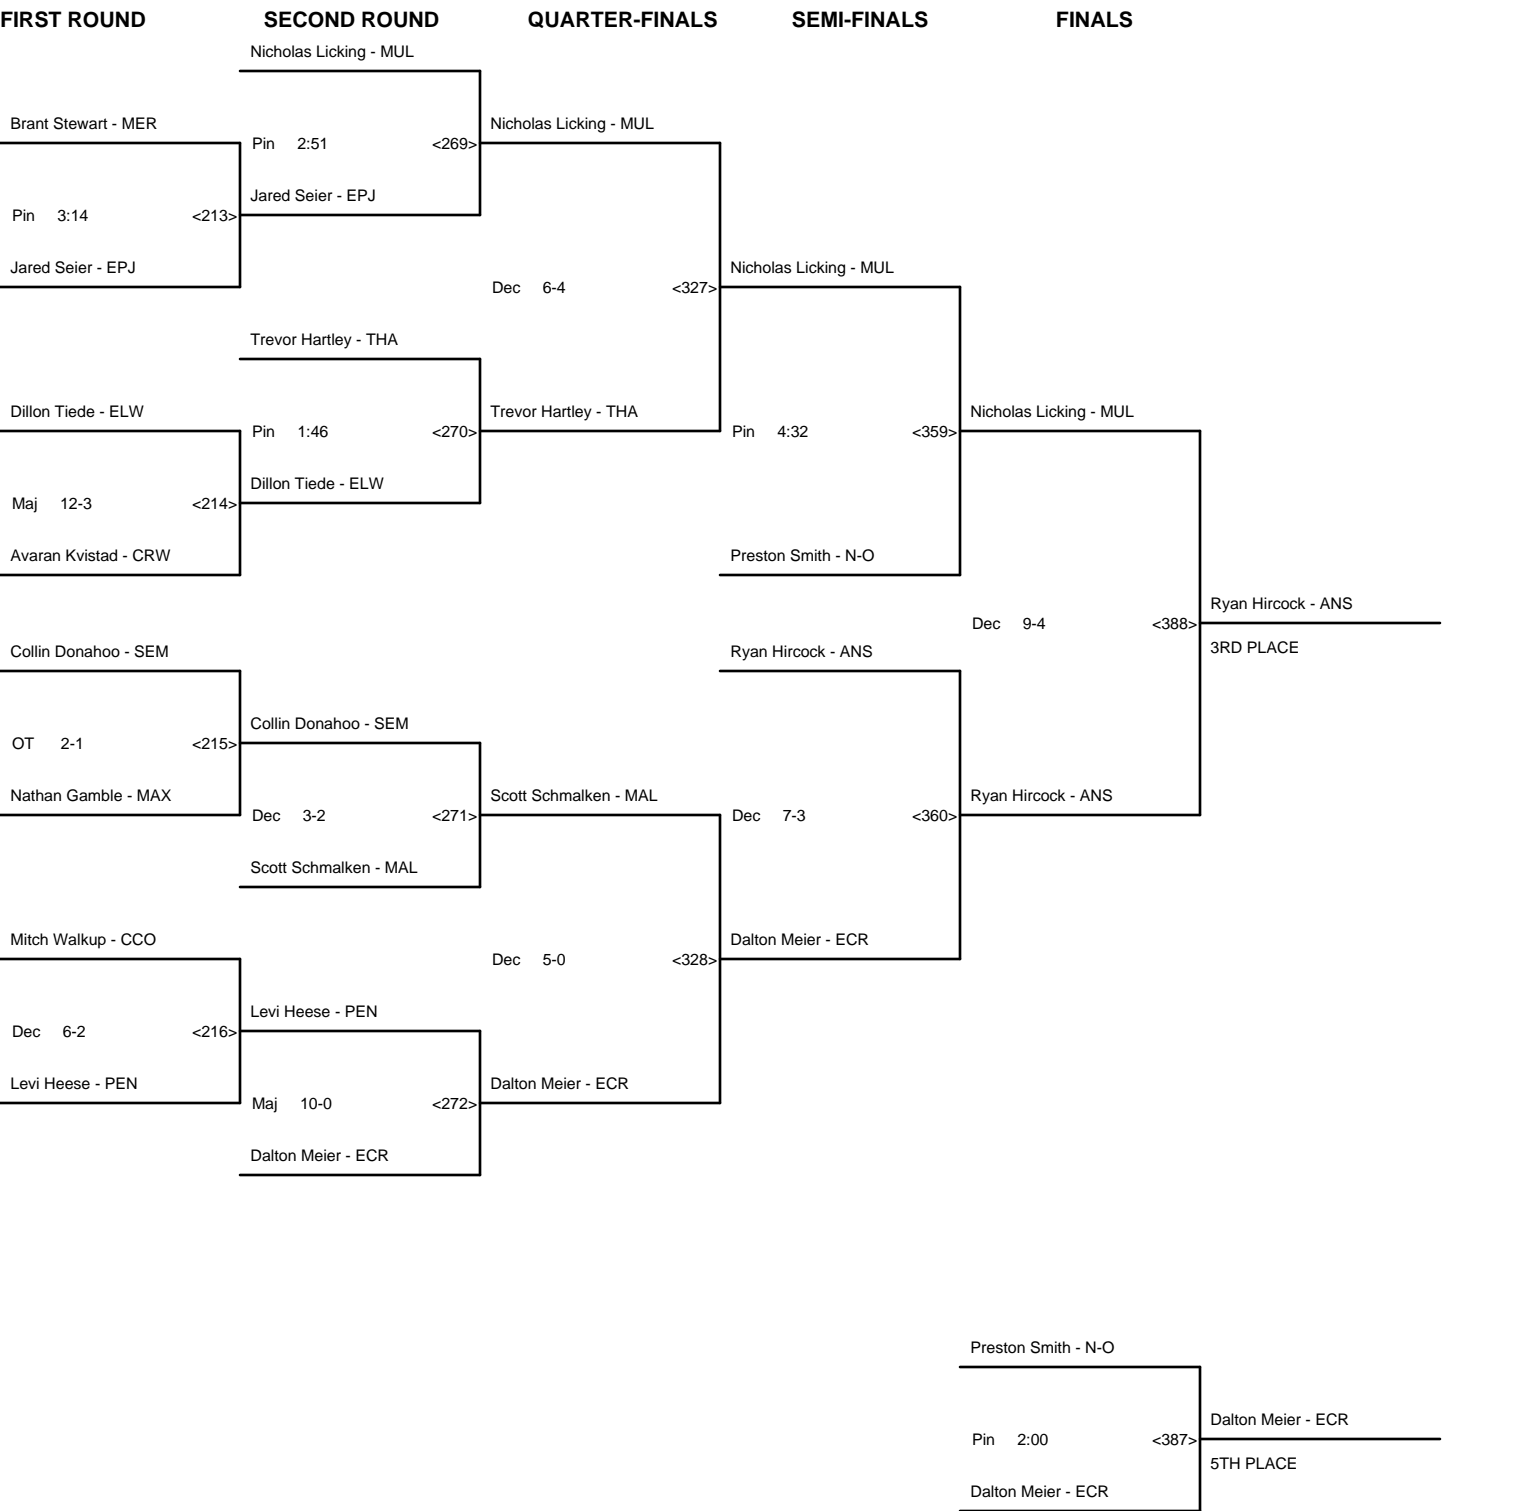 FIRST ROUND SECOND ROUND QUARTER-FINALS SEMI-FINALS FINALS
Nicholas Licking - MUL
Brant Stewart - MER Nicholas Licking - MUL
Pin 2:51 <269>
Jared Seier - EPJ
Pin 3:14 <213>
Jared Seier - EPJ Nicholas Licking - MUL
Dec 6-4 <327>
Trevor Hartley - THA
Dillon Tiede - ELW Trevor Hartley - THA Nicholas Licking - MUL
Pin 1:46 <270> Pin 4:32 <359>
Dillon Tiede - ELW
Maj 12-3 <214>
Avaran Kvistad - CRW Preston Smith - N-O
Ryan Hircock - ANS
Dec 9-4 <388>
Collin Donahoo - SEM Ryan Hircock - ANS 3RD PLACE
Collin Donahoo - SEM
OT 2-1 <215>
Nathan Gamble - MAX Scott Schmalken - MAL Ryan Hircock - ANS
Dec 3-2 <271> Dec 7-3 <360>
Scott Schmalken - MAL
Mitch Walkup - CCO Dalton Meier - ECR
Dec 5-0 <328>
Levi Heese - PEN
Dec 6-2 <216>
Levi Heese - PEN Dalton Meier - ECR
Maj 10-0 <272>
Dalton Meier - ECR
Preston Smith - N-O
Dalton Meier - ECR
Pin 2:00 <387>
5TH PLACE
Dalton Meier - ECR